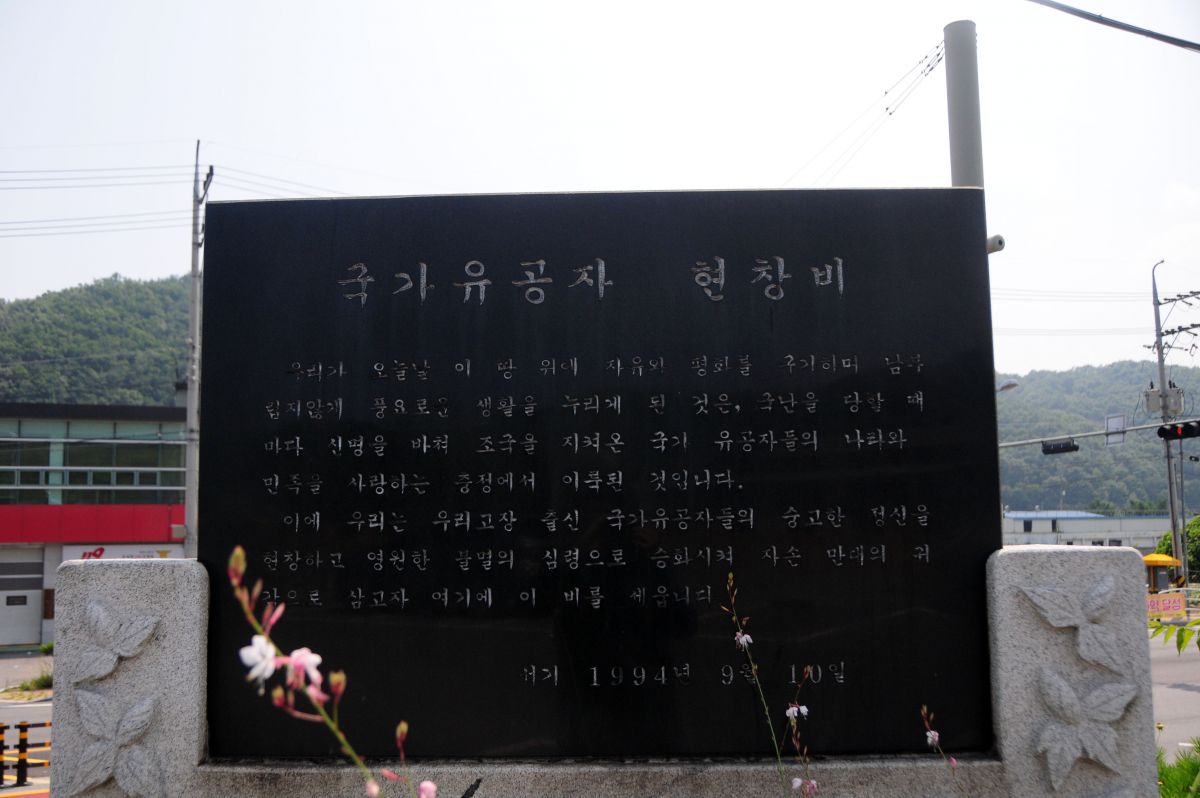 국가유공자 현창비
우리가 오늘날 이 땅 위에 자유와 평화를 구가하며 남부
럽지않게 풍요로운 생활을 누리게 된 것은, 국난을 당할 때
마다 신명을 바쳐 조국을 지켜온 국가 유공자들의 나라와
민족을 사랑하는 충정에서 이룩된 것입니다.
이에 우리는 우리고장 출신 국가유공자들의 숭고한 정신을
현창하고 영원한 불멸의 심령으로 승화시켜 자손 만대의 귀
감으로 삼고자 여기에 이 비를 세웁니다
서기 1994년 9월 10일
119